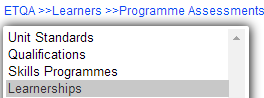 ETQA >>Learners >>Programme Assessments
Unit Standards
Qualifications
Skills Programmes
Learnerships